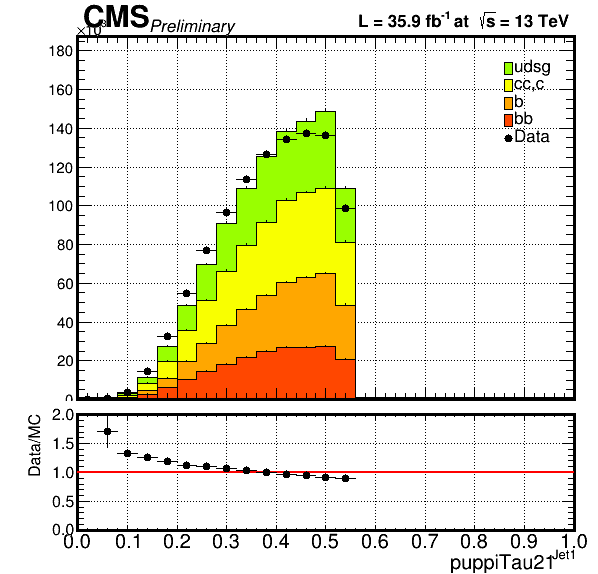 CMS Preliminary L = 35.9 fb⁻¹ at √s = 13 TeV
×10³
180
160
140
120
100
80
60
40
20
0
udsg
cc,c
b
bb
Data
Data/MC
2.0
1.5
1.0
0.5
0.0
0.0 0.1 0.2 0.3 0.4 0.5 0.6 0.7 0.8 0.9 1.0
puppiTau21 Jet1